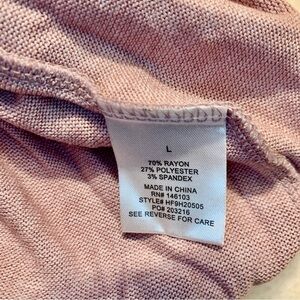 L
70% RAYON
27% POLYESTER
3% SPANDEX
MADE IN CHINA
RN# 146103
STYLE# HF9H20505
PO# 203216
SEE REVERSE FOR CARE